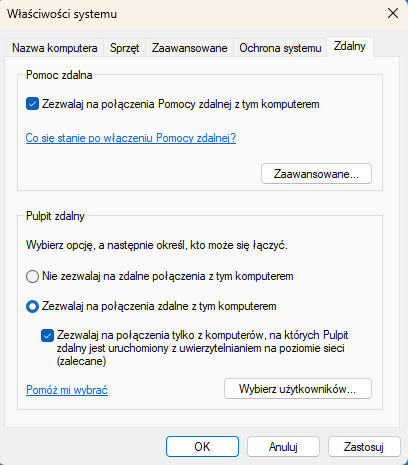 Właściwości systemu
Nazwa komputera
Sprzęt
Zaawansowane
Ochrona systemu
Zdalny
Pomoc zdalna
Zezwalaj na połączenia Pomocy zdalnej z tym komputerem
Co się stanie po włączeniu Pomocy zdalnej?
Zaawansowane...
Pulpit zdalny
Wybierz opcję, a następnie określ, kto może się łączyć.
Nie zezwalaj na zdalne połączenia z tym komputerem
Zezwalaj na połączenia zdalne z tym komputerem
Zezwalaj na połączenia tylko z komputerów, na których Pulpit
zdalny jest uruchomiony z uwierzytelnianiem na poziomie sieci
(zalecane)
Pomóż mi wybrać
Wybierz użytkowników...
OK
Anuluj
Zastosuj